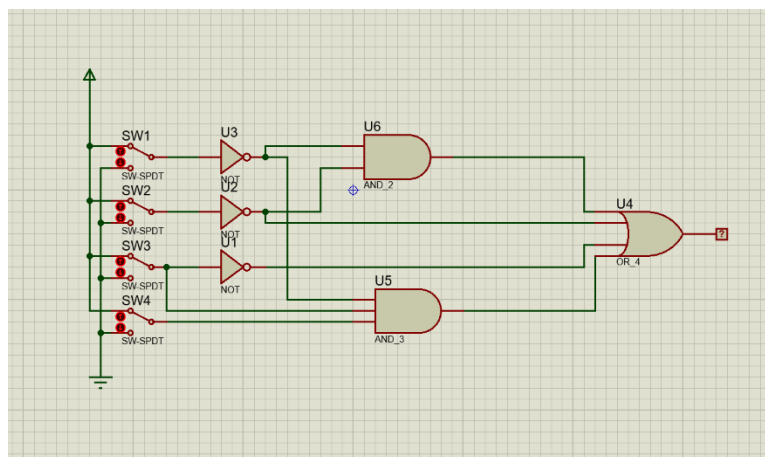 SW1
SW-SPDT
SW2
SW-SPDT
SW3
SW-SPDT
SW4
SW-SPDT
U3
NOT
U2
NOT
U1
NOT
U6
AND_2
U5
AND_3
U4
OR_4
?